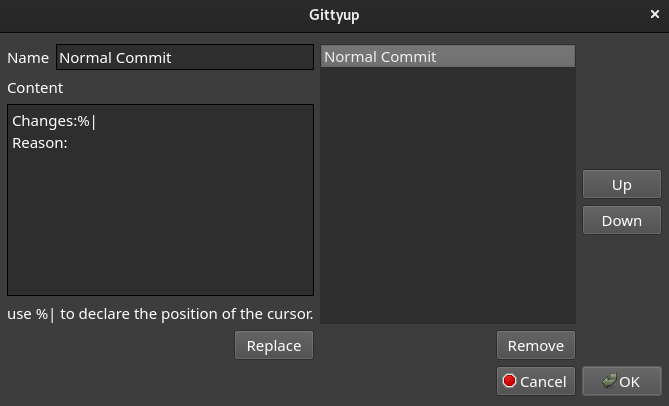 Gittyup
Name Normal Commit
Content
Changes:%|
Reason:
use %| to declare the position of the cursor.
Replace
Normal Commit
Remove
Up
Down
Cancel
OK